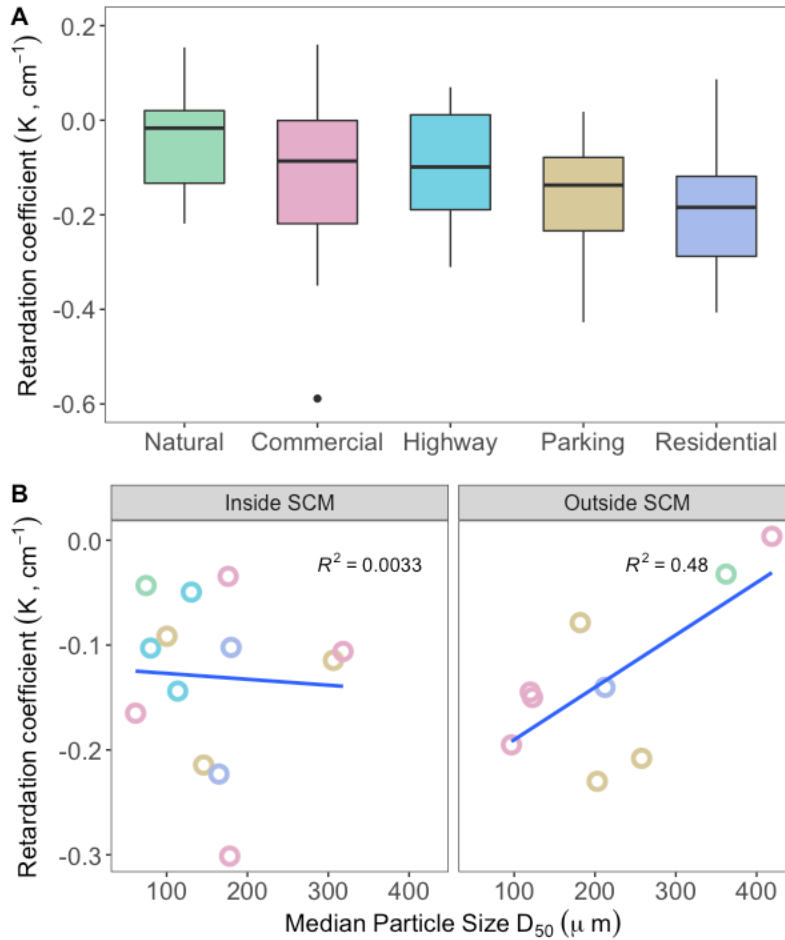 A
Retardation coefficient (K , cm⁻¹)
0.2
0.0
-0.2
-0.4
-0.6
Natural Commercial Highway Parking Residential
B
Inside SCM Outside SCM
Retardation coefficient (K , cm⁻¹)
0.0
-0.1
-0.2
-0.3
R² = 0.0033 R² = 0.48
100 200 300 400 100 200 300 400
Median Particle Size D₅₀ (μ m)